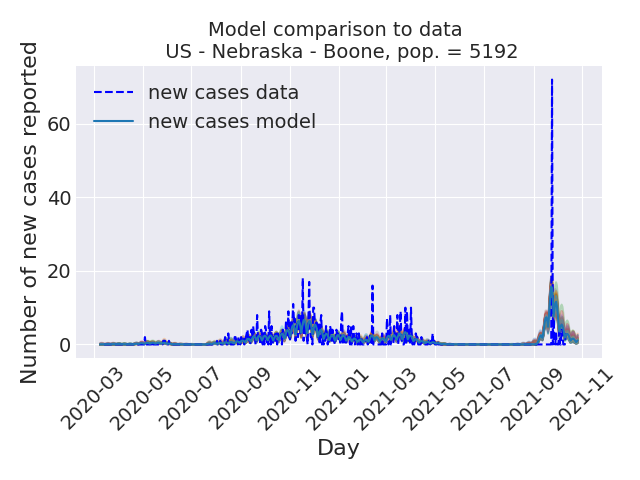 Model comparison to data
US - Nebraska - Boone, pop. = 5192
Number of new cases reported
new cases data
new cases model
60
40
20
0
2020-03
2020-05
2020-07
2020-09
2020-11
2021-01
2021-03
2021-05
2021-07
2021-09
2021-11
Day